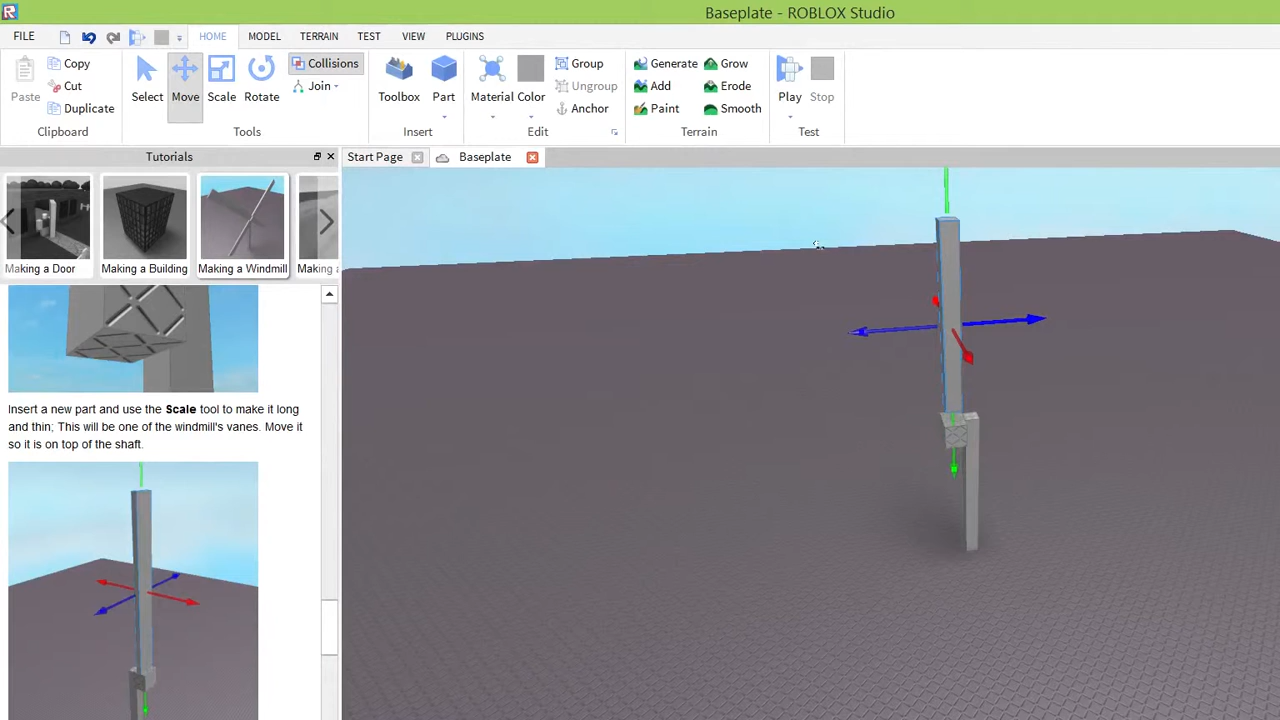 Baseplate - ROBLOX Studio
FILE HOME MODEL TERRAIN TEST VIEW PLUGINS
Paste
Copy
Cut
Duplicate
Clipboard
Select Move Scale Rotate
Collisions
Join
Tools
Toolbox Part
Insert
Material Color
Group
Ungroup
Anchor
Edit
Generate Grow
Add Erode
Paint Smooth
Terrain
Play Stop
Test
Tutorials
Start Page
Baseplate
Making a Door
Making a Building
Making a Windmill
Making
Insert a new part and use the Scale tool to make it long
and thin; This will be one of the windmill's vanes. Move it
so it is on top of the shaft.